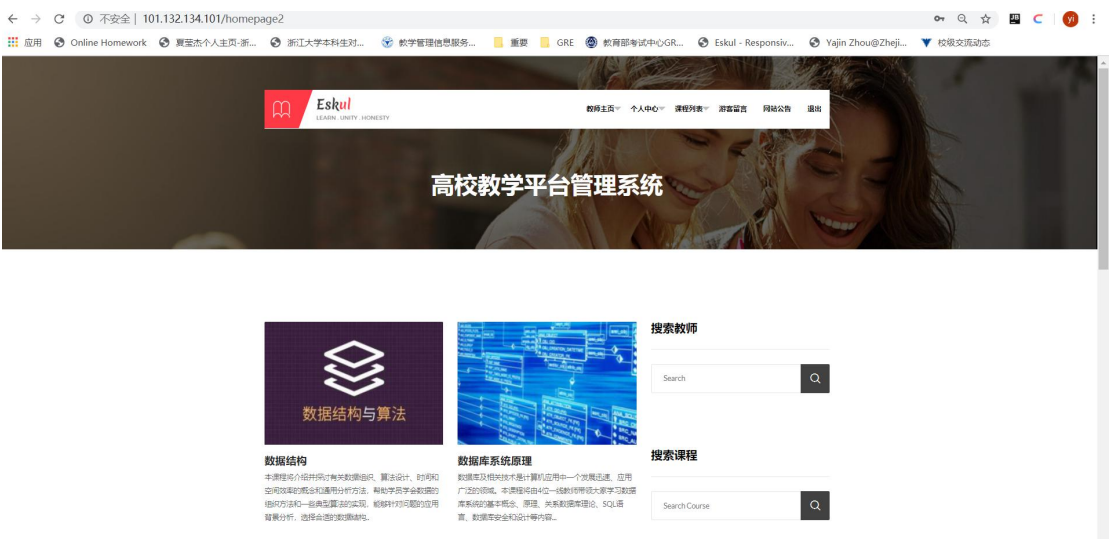 不安全 | 101.132.134.101/homepage2
yi
应用 Online Homework 夏莹杰个人主页-浙... 浙江大学本科生对... 教学管理信息服务... 重要 GRE 教育部考试中心GR... Eskul - Responsiv... Yajin Zhou@Zheji... 校级交流动态
Eskul
LEARN . UNITY . HONESTY
教师主页 个人中心 课程列表 游客留言 网站公告 退出
高校教学平台管理系统
数据结构与算法
数据结构
本课程将介绍并探讨有关数据组织、算法设计、时间和
空间效率的概念和通用分析方法，帮助学员学会数据的
组织方法和一些典型算法的实现，能够针对问题的应用
背景分析，选择合适的数据结构。
数据库系统原理
数据库及相关技术是计算机应用中一个发展迅速、应用
广泛的领域。本课程将由4位一线教师带领大家学习数据
库系统的基本概念、原理、关系数据库理论、SQL语
言、数据库安全和设计等内容...
搜索教师
Search
搜索课程
Search Course